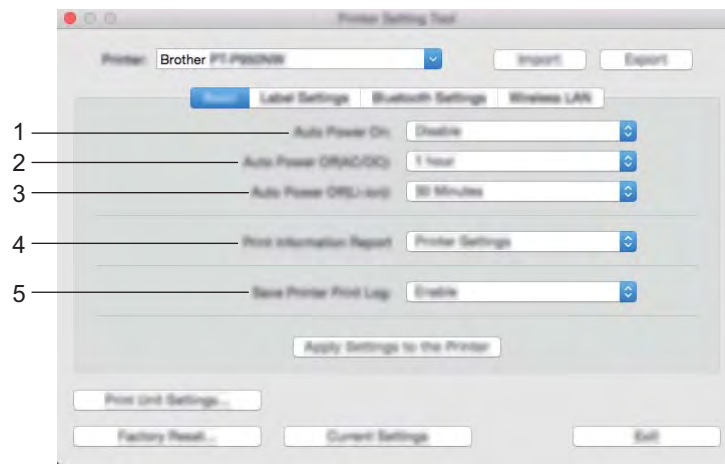 Printer Setting Tool
Printer: Brother
Import Export
Label Settings Bluetooth Settings Wireless LAN
1 Auto Power On: Disable
2 Auto Power Off(AC/DC): 1 hour
3 Auto Power Off(Li-ion): 30 Minutes
4 Print Information Report Printer Settings
5 Save Printer Print Log: Enable
Apply Settings to the Printer
Print Unit Settings...
Factory Reset... Current Settings Exit